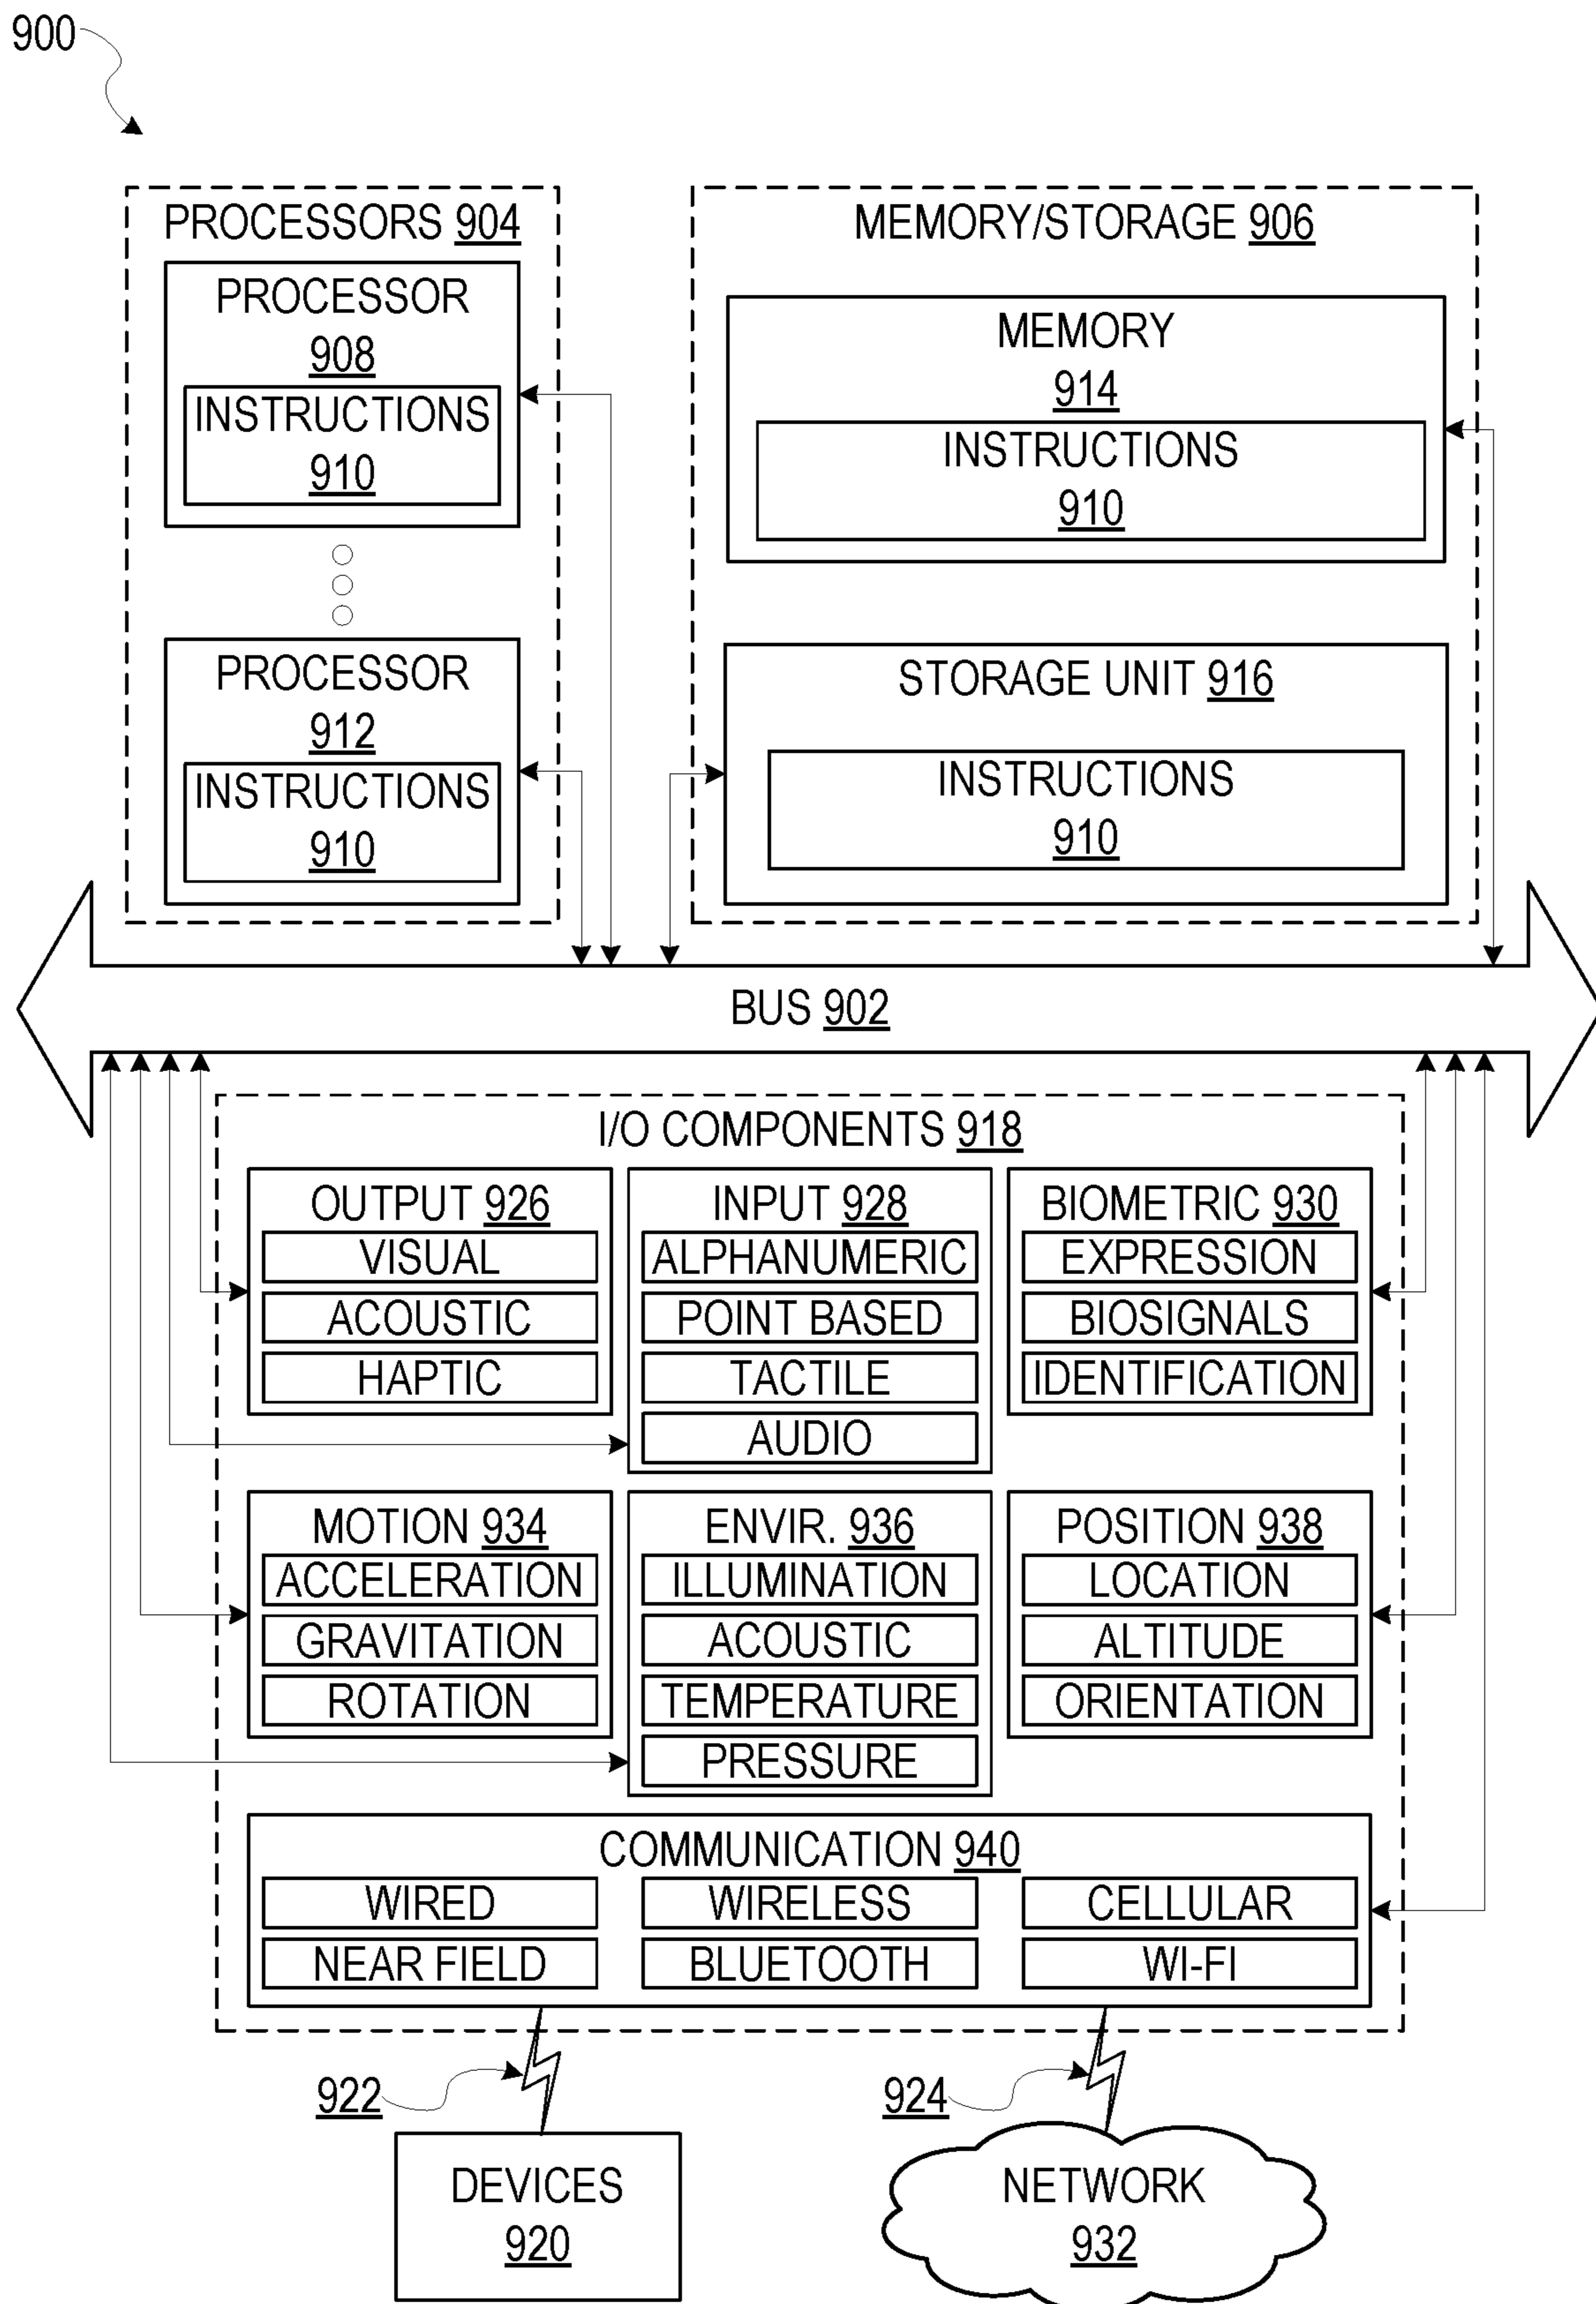 900
PROCESSORS 904
PROCESSOR
908
INSTRUCTIONS
910
PROCESSOR
912
INSTRUCTIONS
910
MEMORY/STORAGE 906
MEMORY
914
INSTRUCTIONS
910
STORAGE UNIT 916
INSTRUCTIONS
910
BUS 902
I/O COMPONENTS 918
OUTPUT 926
VISUAL
ACOUSTIC
HAPTIC
INPUT 928
ALPHANUMERIC
POINT BASED
TACTILE
AUDIO
BIOMETRIC 930
EXPRESSION
BIOSIGNALS
IDENTIFICATION
MOTION 934
ACCELERATION
GRAVITATION
ROTATION
ENVIR. 936
ILLUMINATION
ACOUSTIC
TEMPERATURE
PRESSURE
POSITION 938
LOCATION
ALTITUDE
ORIENTATION
COMMUNICATION 940
WIRED
WIRELESS
CELLULAR
NEAR FIELD
BLUETOOTH
WI-FI
922
924
DEVICES
920
NETWORK
932